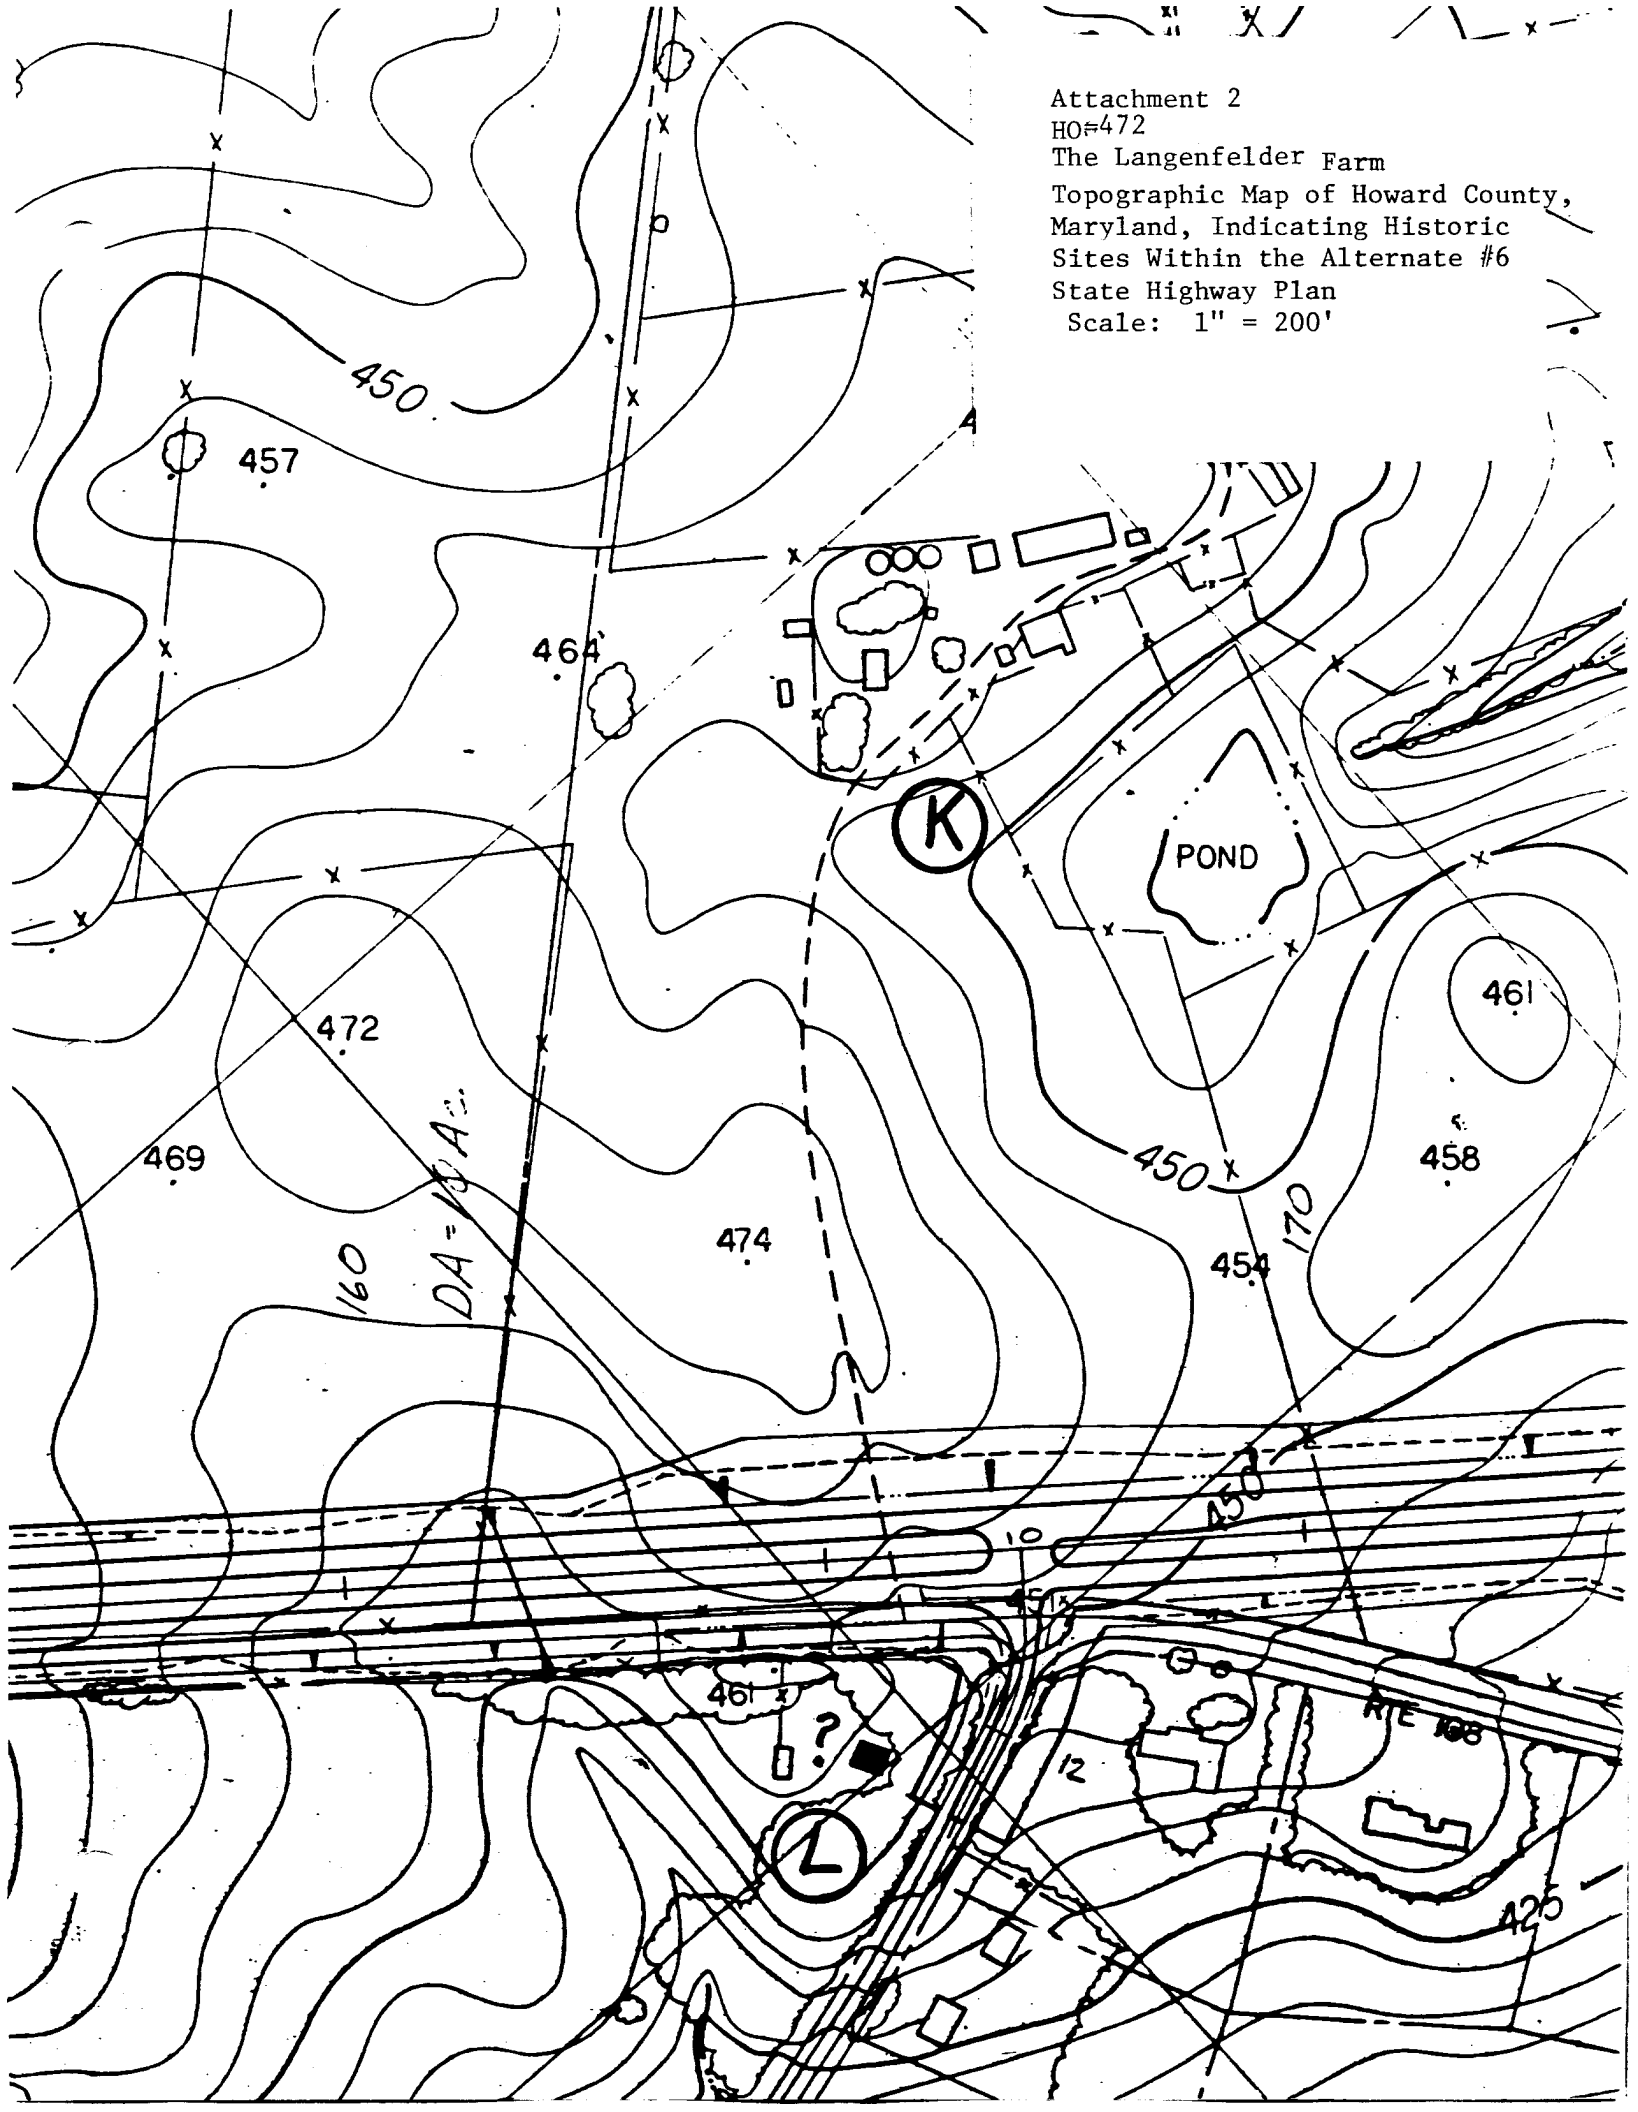 Attachment 2
HO=472
The Langenfelder Farm
Topographic Map of Howard County,
Maryland, Indicating Historic
Sites Within the Alternate #6
State Highway Plan
Scale: 1" = 200'
450
457
464
K
POND
461
472
469
450
458
474
170
454
160
450
10
451
461
?
12
RTE 108
L
425